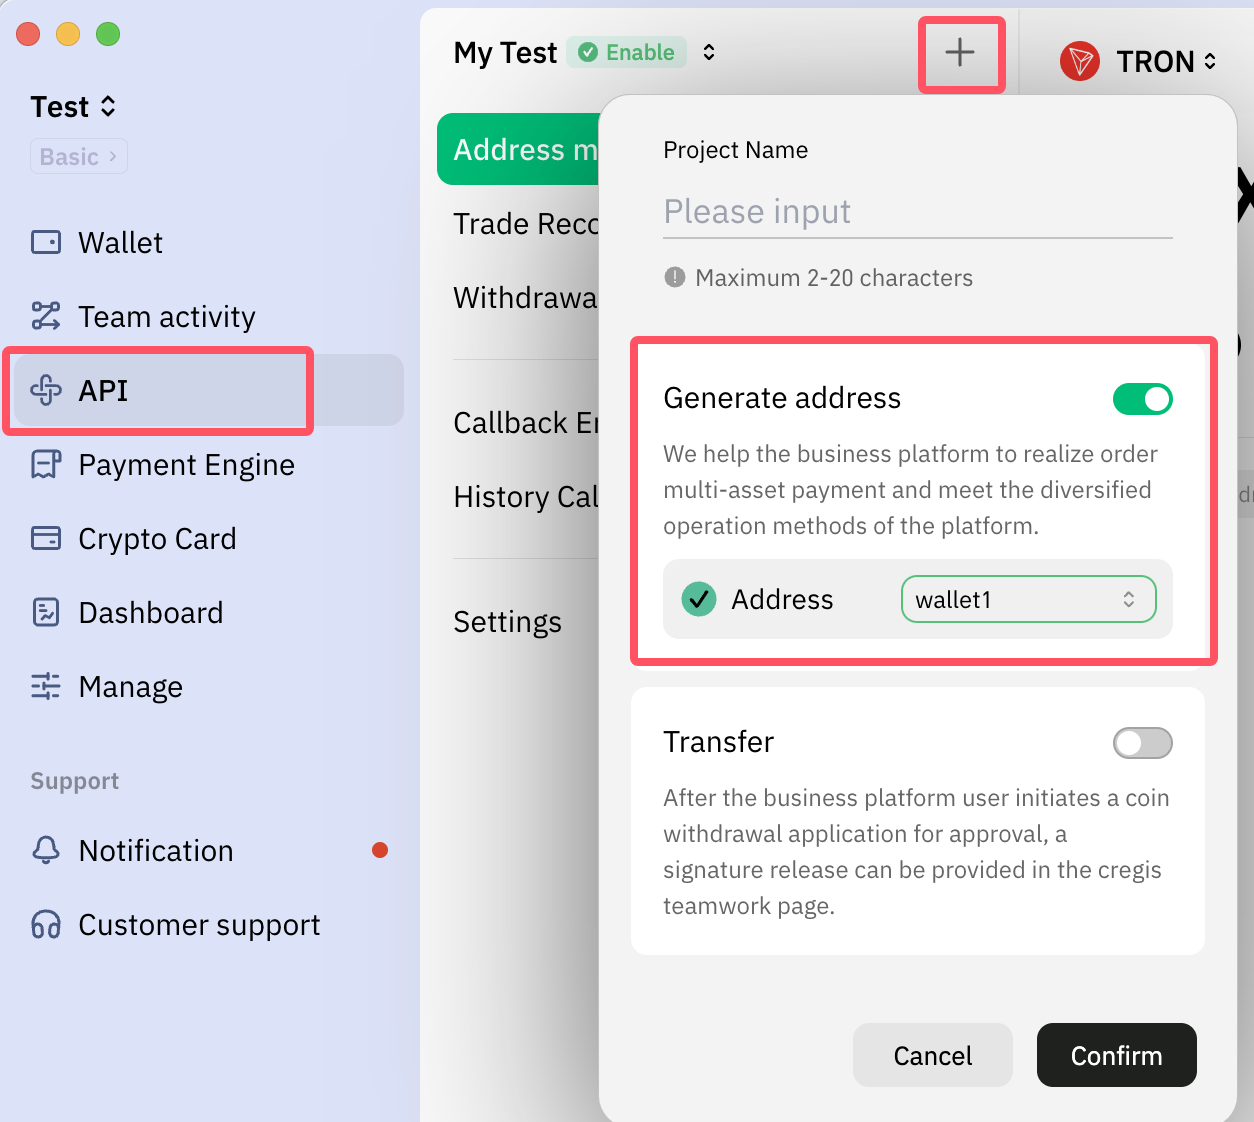 Test
Basic
Wallet
Team activity
API
Payment Engine
Crypto Card
Dashboard
Manage
Support
Notification
Customer support
My Test
Enable
TRON
Address m
Trade Reco
Withdrawa
Callback En
History Cal
Settings
Project Name
Please input
Maximum 2-20 characters
Generate address
We help the business platform to realize order
multi-asset payment and meet the diversified
operation methods of the platform.
Address
wallet1
Transfer
After the business platform user initiates a coin
withdrawal application for approval, a
signature release can be provided in the cregis
teamwork page.
Cancel
Confirm